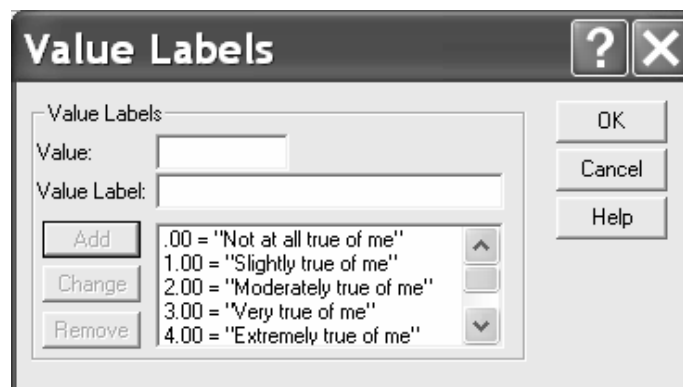 Value Labels
Value Labels
Value:
Value Label:
OK
Cancel
Help
Add
Change
Remove
.00 = "Not at all true of me"
1.00 = "Slightly true of me"
2.00 = "Moderately true of me"
3.00 = "Very true of me"
4.00 = "Extremely true of me"